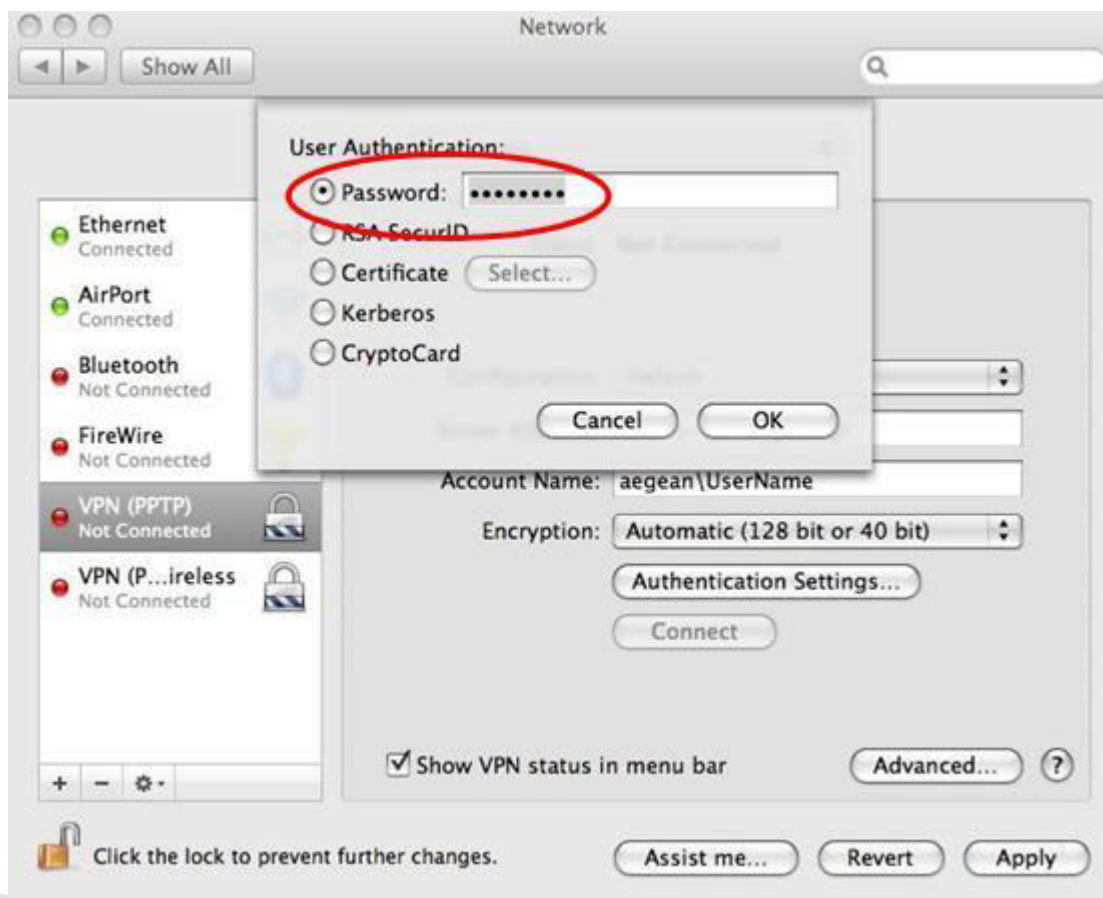 Network
Show All
User Authentication:
Password: ••••••••
RSA SecurID
Certificate Select...
Kerberos
CryptoCard
Cancel OK
Ethernet
Connected
AirPort
Connected
Bluetooth
Not Connected
FireWire
Not Connected
VPN (PPTP)
Not Connected
VPN (P...ireless
Not Connected
Not Connected
Account Name: aegean\UserName
Encryption: Automatic (128 bit or 40 bit)
Authentication Settings...
Connect
Show VPN status in menu bar
Advanced... ?
Click the lock to prevent further changes.
Assist me... Revert Apply